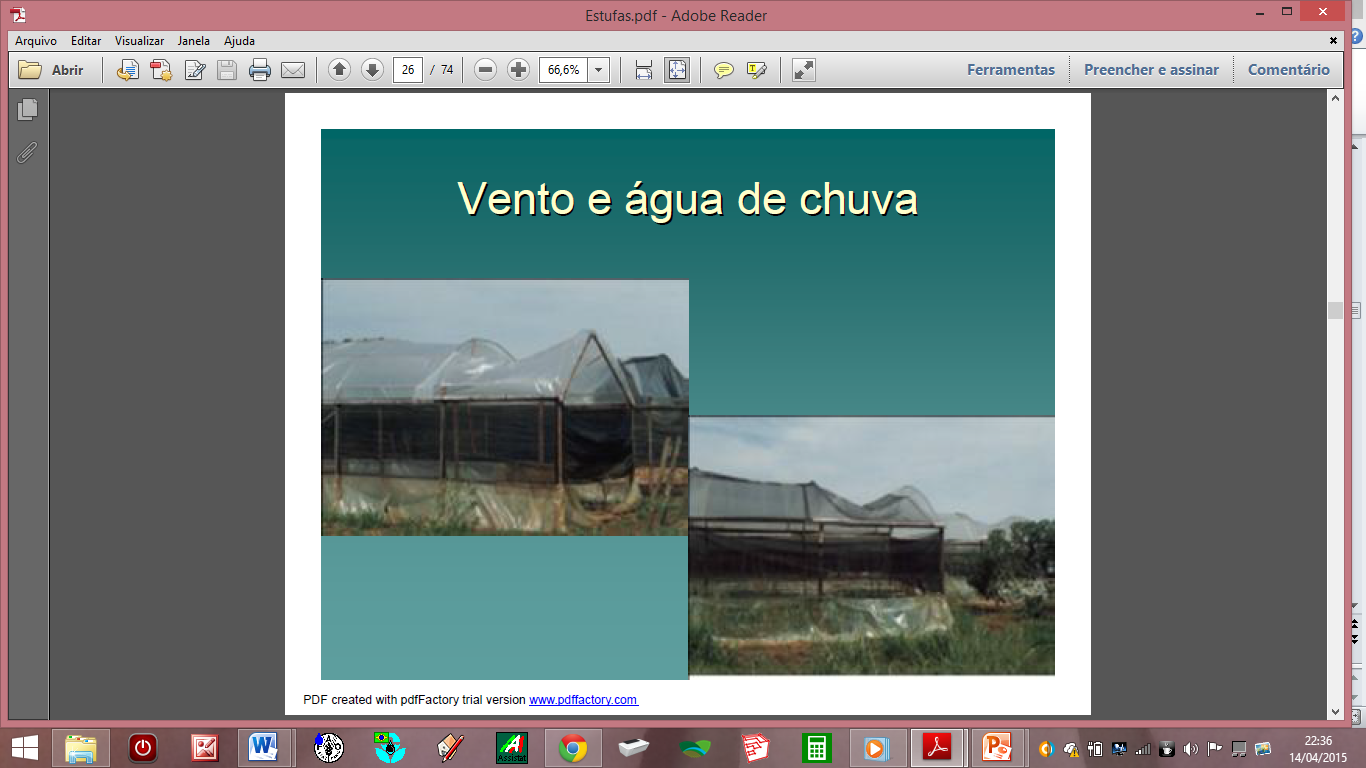 Estufas.pdf - Adobe Reader
Arquivo Editar Visualizar Janela Ajuda
Abrir 26 / 74 66,6% Ferramentas Preencher e assinar Comentário
Vento e água de chuva
PDF created with pdfFactory trial version www.pdffactory.com
Assistat
22:36
14/04/2015